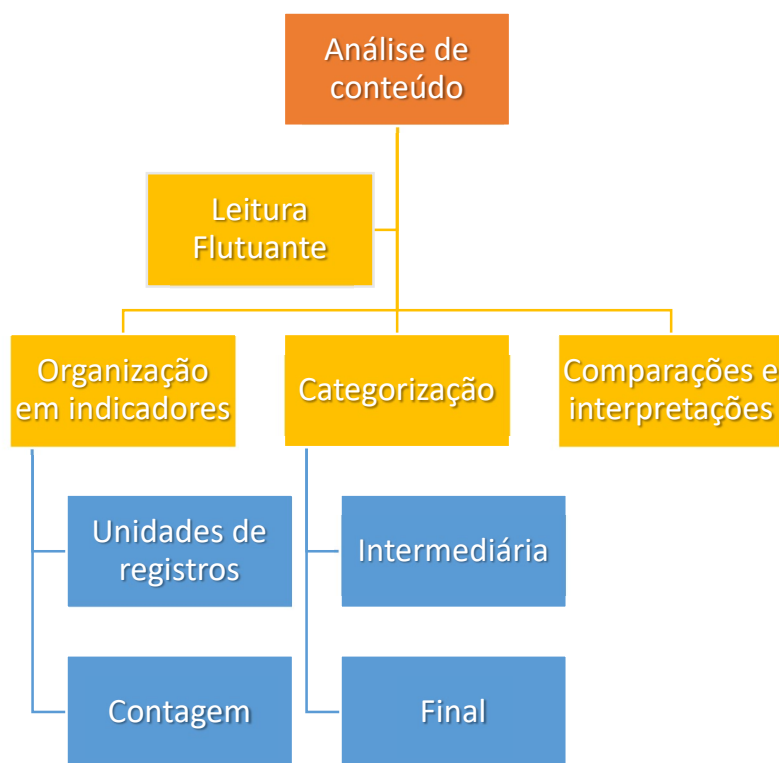 Análise de
conteúdo
Leitura
Flutuante
Organização
em indicadores
Categorização
Comparações e
interpretações
Unidades de
registros
Intermediária
Contagem
Final